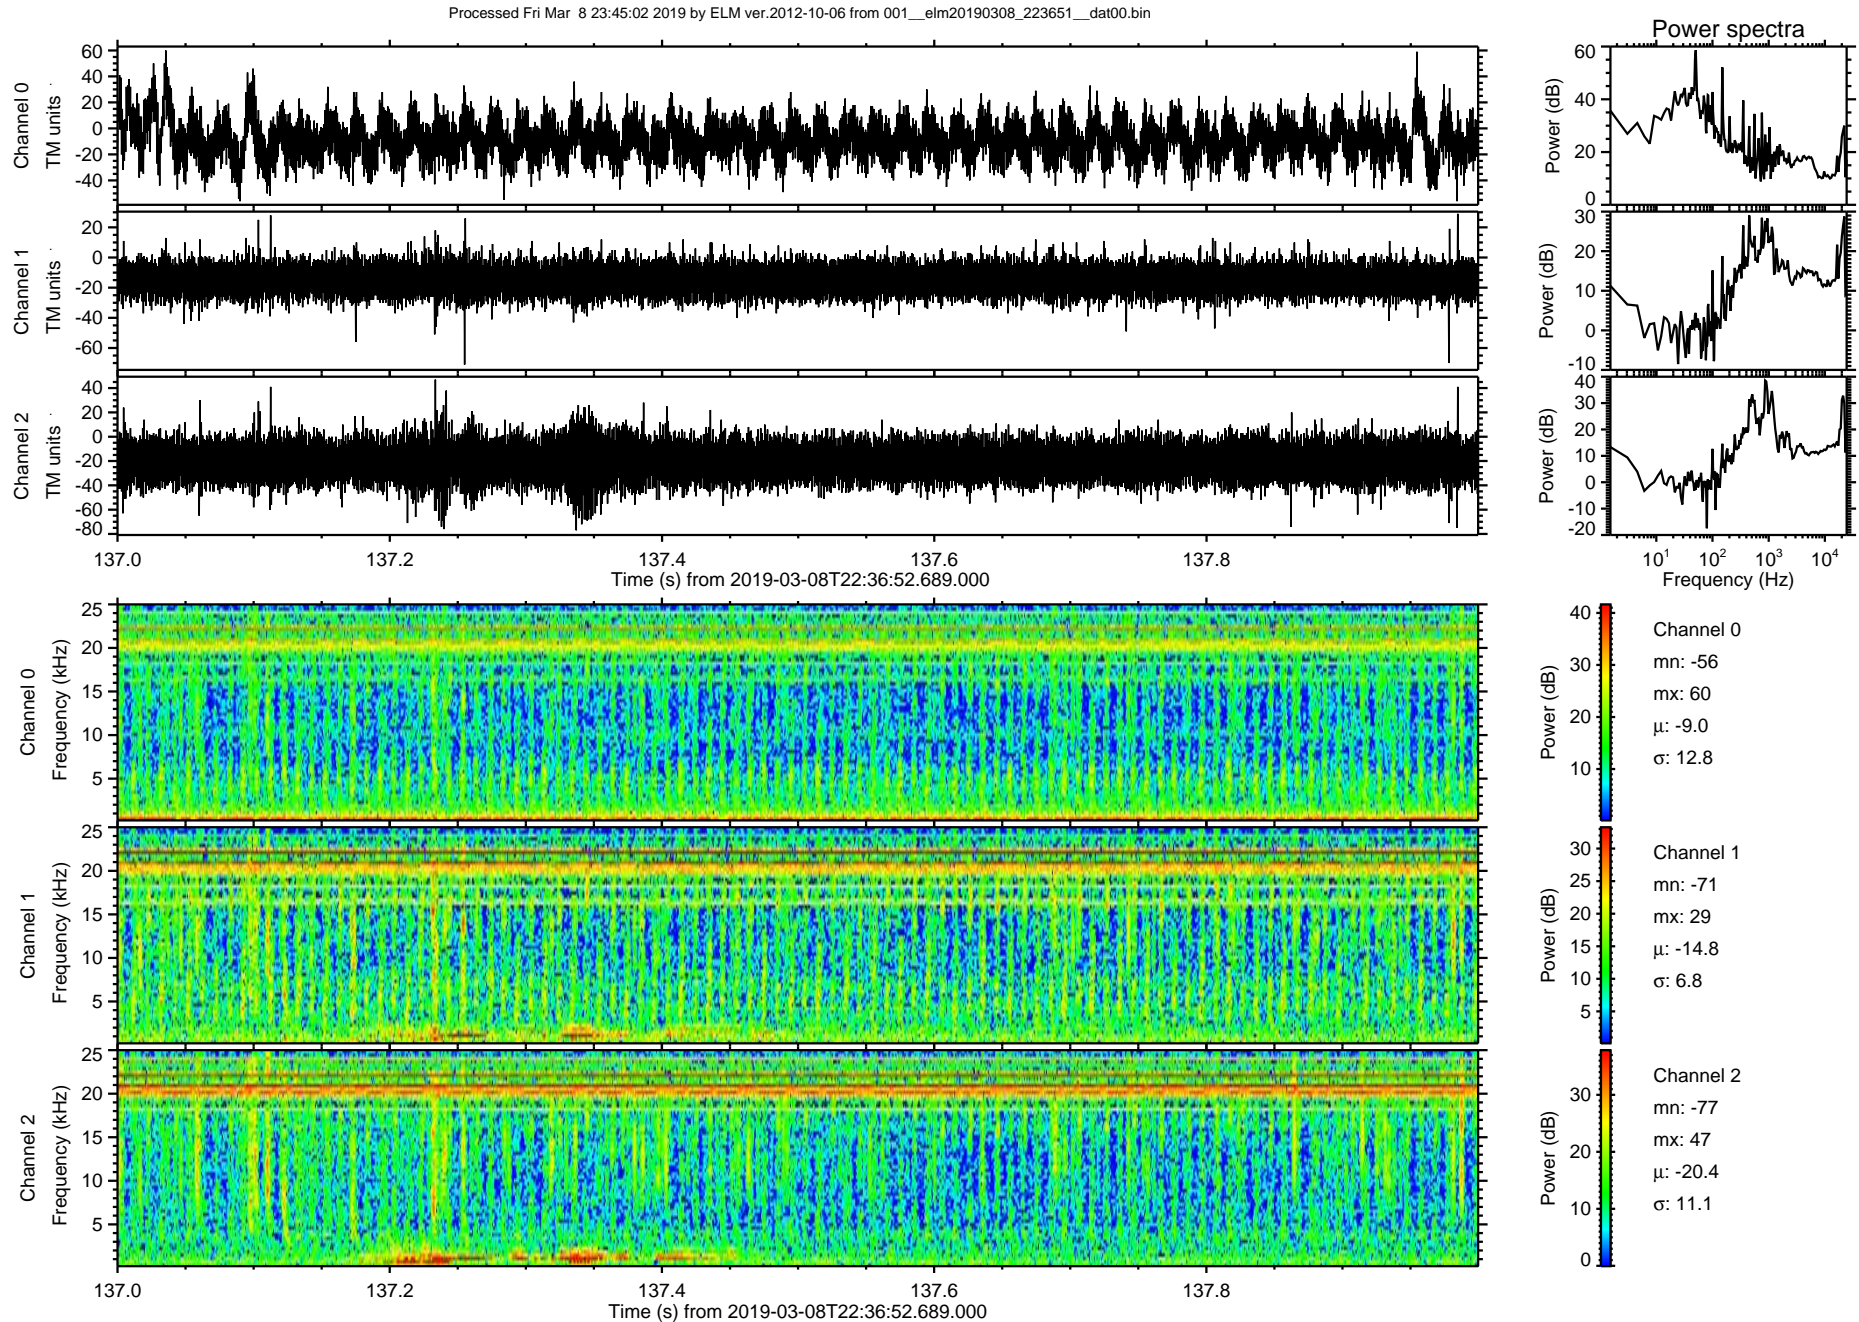 Processed Fri Mar  8 23:45:02 2019 by ELM ver.2012-10-06 from 001__elm20190308_223651__dat00.bin
Power spectra
Channel 0
TM units
60
40
20
0
-20
-40
Power (dB)
60
40
20
0
Channel 1
TM units
20
0
-20
-40
-60
Power (dB)
30
20
10
0
-10
Channel 2
TM units
40
20
0
-20
-40
-60
-80
Power (dB)
40
30
20
10
0
-10
-20
137.0 137.2 137.4 137.6 137.8
Time (s) from 2019-03-08T22:36:52.689.000
10¹ 10² 10³ 10⁴
Frequency (Hz)
Channel 0
Frequency (kHz)
25
20
15
10
5
Power (dB)
40
30
20
10
Channel 0
mn: -56
mx: 60
μ: -9.0
σ: 12.8
Channel 1
Frequency (kHz)
25
20
15
10
5
Power (dB)
30
25
20
15
10
5
Channel 1
mn: -71
mx: 29
μ: -14.8
σ: 6.8
Channel 2
Frequency (kHz)
25
20
15
10
5
Power (dB)
30
20
10
0
Channel 2
mn: -77
mx: 47
μ: -20.4
σ: 11.1
137.0 137.2 137.4 137.6 137.8
Time (s) from 2019-03-08T22:36:52.689.000